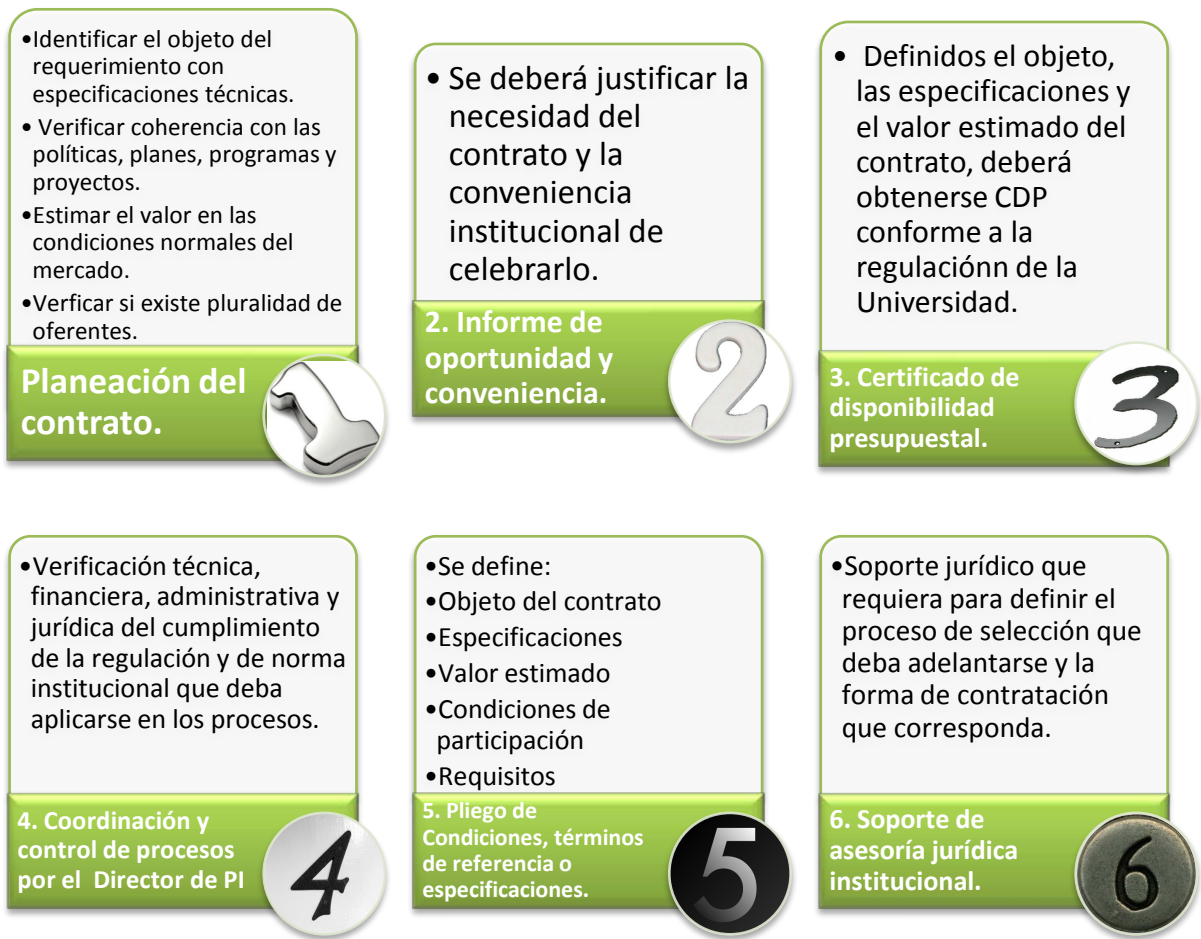 •Identificar el objeto del
requerimiento con
especificaciones técnicas.
• Verificar coherencia con las
políticas, planes, programas y
proyectos.
•Estimar el valor en las
condiciones normales del
mercado.
•Verficar si existe pluralidad de
oferentes.
Planeación del
contrato.
1
• Se deberá justificar la
necesidad del
contrato y la
conveniencia
institucional de
celebrarlo.
2. Informe de
oportunidad y
conveniencia.
2
• Definidos el objeto,
las especificaciones y
el valor estimado del
contrato, deberá
obtenerse CDP
conforme a la
regulaciónn de la
Universidad.
3. Certificado de
disponibilidad
presupuestal.
3
•Verificación técnica,
financiera, administrativa y
jurídica del cumplimiento
de la regulación y de norma
institucional que deba
aplicarse en los procesos.
4. Coordinación y
control de procesos
por el Director de PI
4
•Se define:
•Objeto del contrato
•Especificaciones
•Valor estimado
•Condiciones de
participación
•Requisitos
5. Pliego de
Condiciones, términos
de referencia o
especificaciones.
5
•Soporte jurídico que
requiera para definir el
proceso de selección que
deba adelantarse y la
forma de contratación
que corresponda.
6. Soporte de
asesoría jurídica
institucional.
6